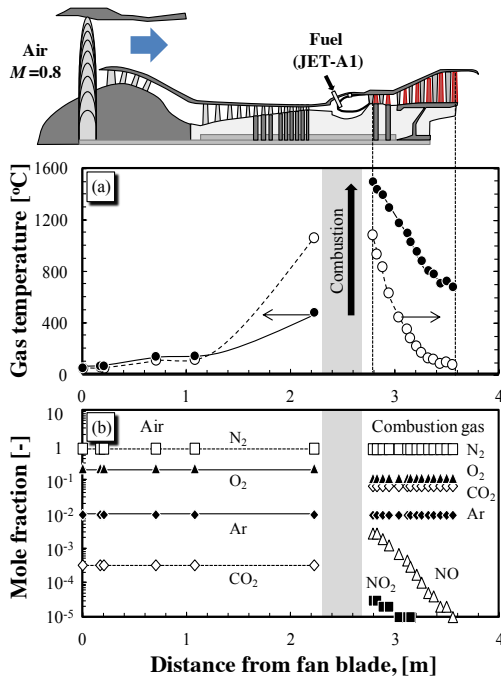 Air
M=0.8
Fuel
(JET-A1)
(a)
Gas temperature [°C]
1600
1200
800
400
0
Combustion
0 1 2 3 4
(b)
Mole fraction [-]
10
1
10⁻¹
10⁻²
10⁻³
10⁻⁴
10⁻⁵
Air
N₂
O₂
Ar
CO₂
Combustion gas
N₂
O₂
CO₂
Ar
NO₂
NO
0 1 2 3 4
Distance from fan blade, [m]